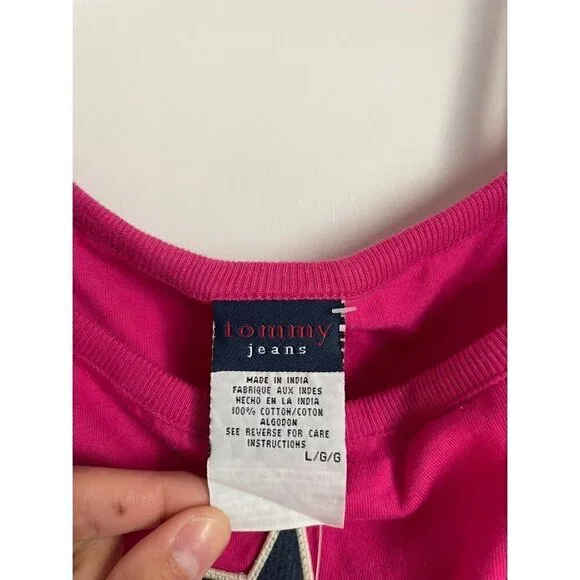 tommy
jeans
MADE IN INDIA
FABRIQUE AUX INDES
HECHO EN LA INDIA
100% COTTON/COTON
ALGODON
SEE REVERSE FOR CARE
INSTRUCTIONS
L/G/G